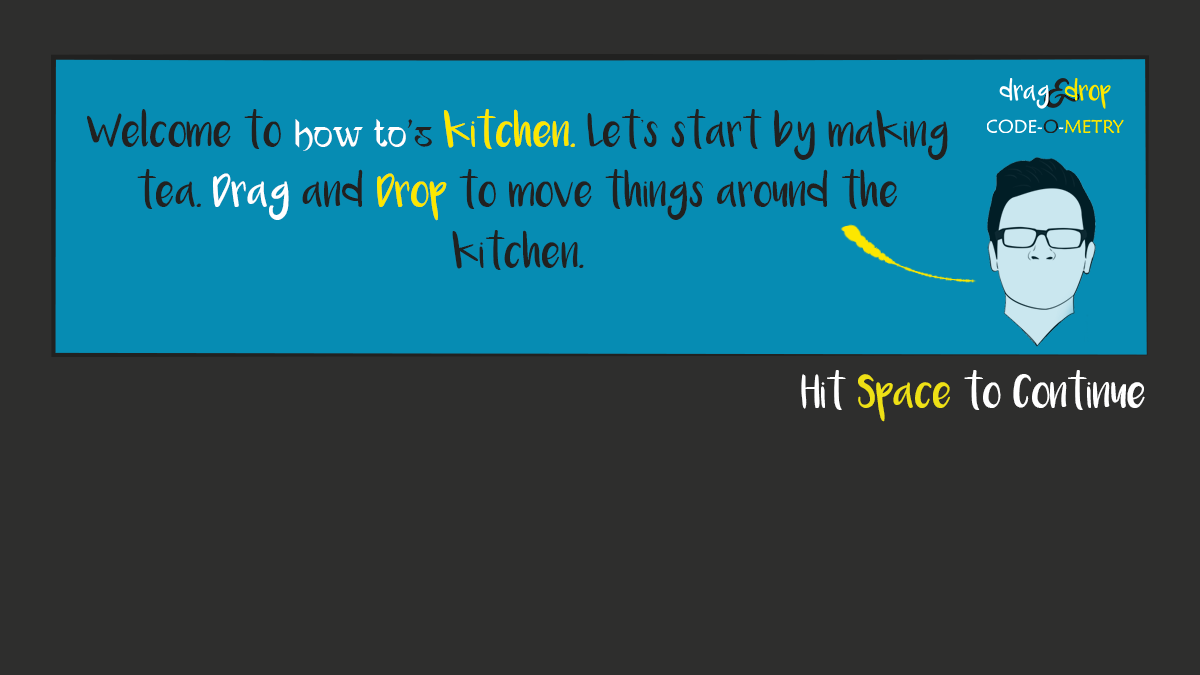 Welcome to how to's kitchen. Let's start by making
tea. Drag and Drop to move things around the
kitchen.
drag&drop
CODE-O-METRY
Hit Space to Continue